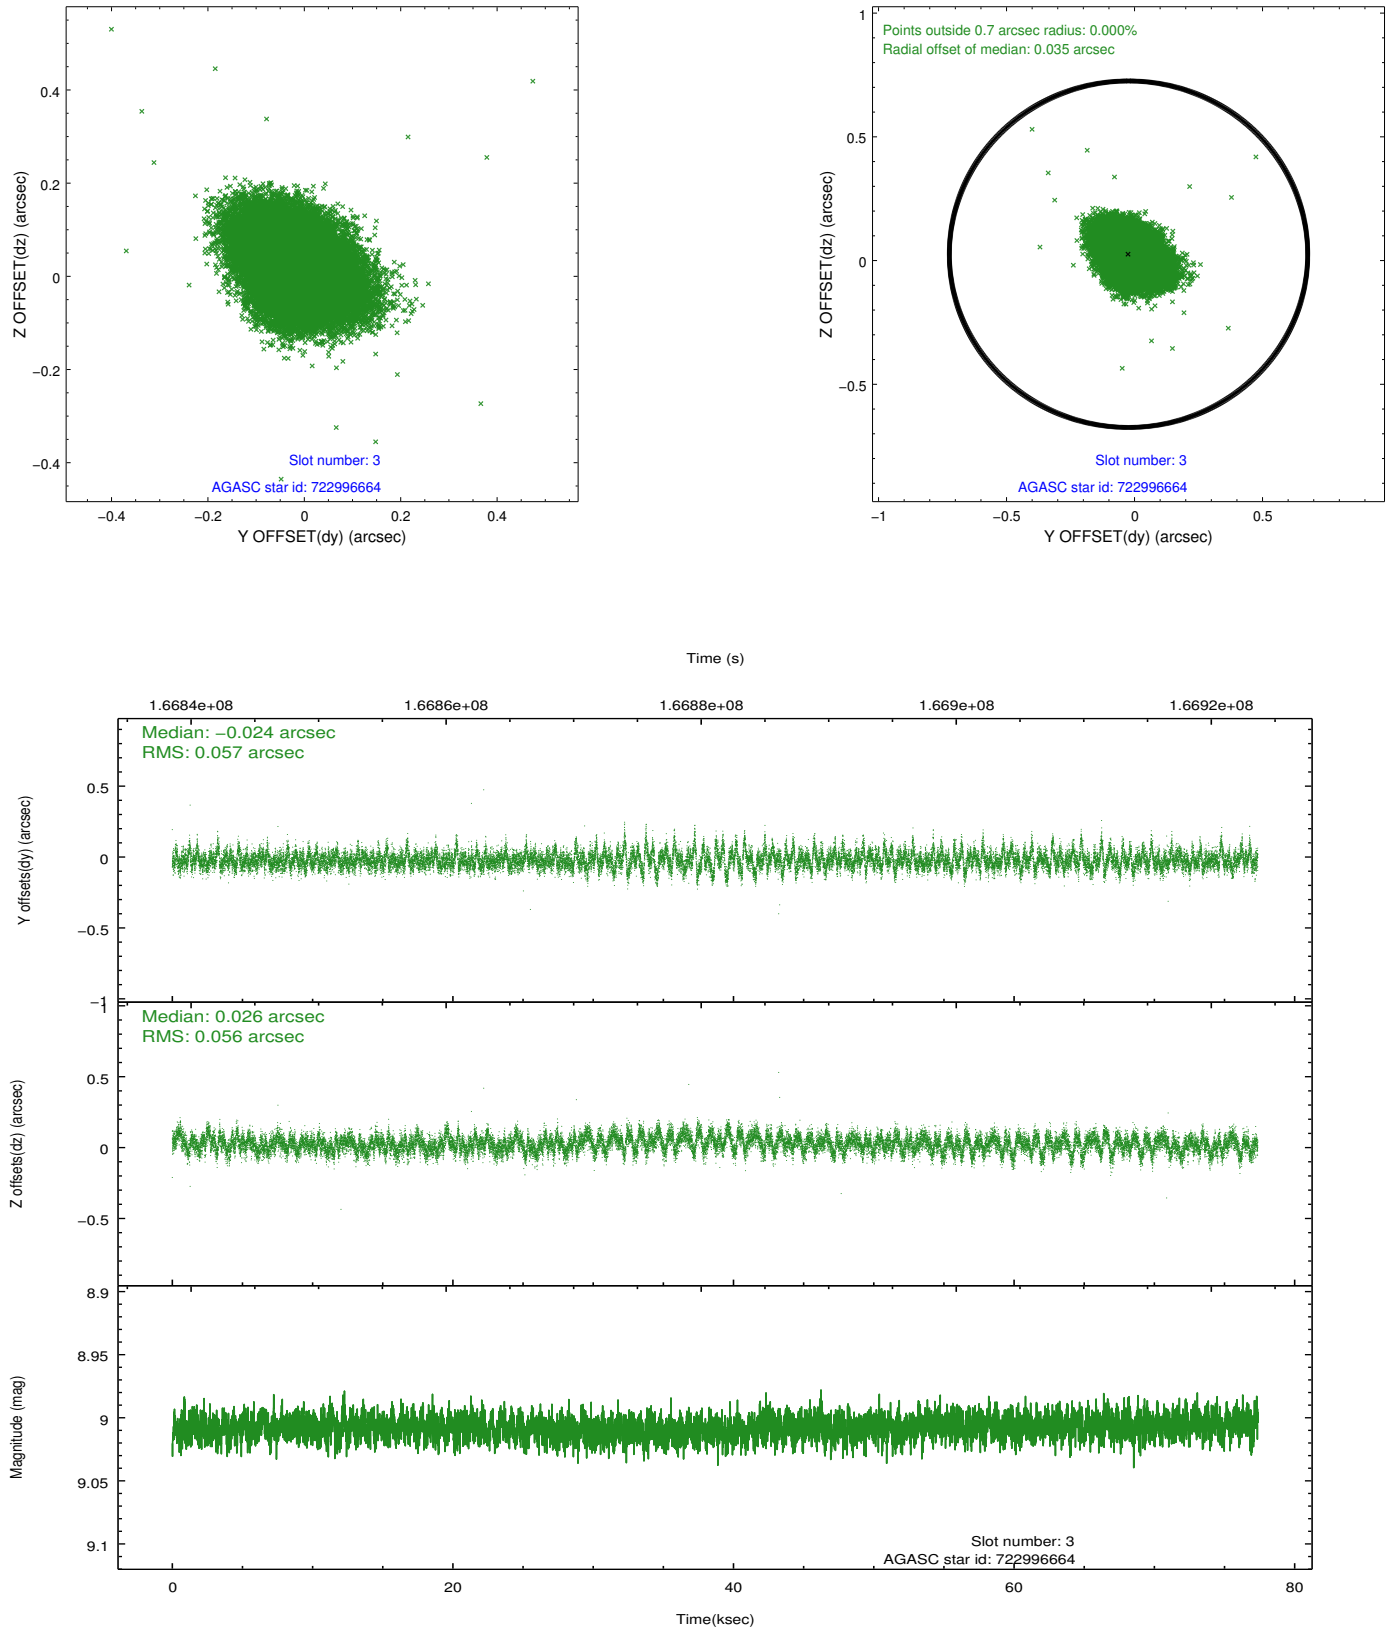 0.4
0.2
0
−0.2
−0.4
Z OFFSET(dz) (arcsec)
Slot number: 3
AGASC star id: 722996664
−0.4
−0.2
0
0.2
0.4
Y OFFSET(dy) (arcsec)
Points outside 0.7 arcsec radius: 0.000%
Radial offset of median: 0.035 arcsec
1
0.5
0
−0.5
Z OFFSET(dz) (arcsec)
Slot number: 3
AGASC star id: 722996664
−1
−0.5
0
0.5
Y OFFSET(dy) (arcsec)
Time (s)
1.6684e+08
1.6686e+08
1.6688e+08
1.669e+08
1.6692e+08
Median: −0.024 arcsec
RMS: 0.057 arcsec
0.5
0
−0.5
−1
Y offsets(dy) (arcsec)
Median: 0.026 arcsec
RMS: 0.056 arcsec
1
0.5
0
−0.5
Z offsets(dz) (arcsec)
8.9
8.95
9
9.05
9.1
Magnitude (mag)
Slot number: 3
AGASC star id: 722996664
0
20
40
60
80
Time(ksec)